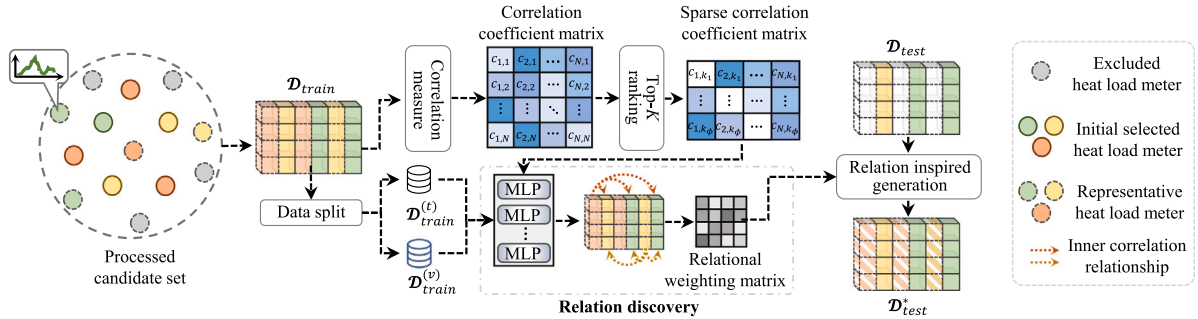 Processed
candidate set
𝓓_train
Data split
𝓓_train^(t)
𝓓_train^(v)
Correlation
measure
Correlation
coefficient matrix
c_{1,1} c_{2,1} ... c_{N,1}
c_{1,2} c_{2,2} ... c_{N,2}
⋮ ⋮ ⋱ ⋮
c_{1,N} c_{2,N} ... c_{N,N}
Top-K
ranking
Sparse correlation
coefficient matrix
c_{1,k_1} c_{2,k_1} ... c_{N,k_1}
⋮ ⋮ ... ⋮
c_{1,k_ϕ} c_{2,k_ϕ} ... c_{N,k_ϕ}
MLP
MLP
⋮
MLP
Relational
weighting matrix
Relation discovery
𝓓_test
Relation inspired
generation
𝓓*_test
Excluded
heat load meter
Initial selected
heat load meter
Representative
heat load meter
Inner correlation
relationship